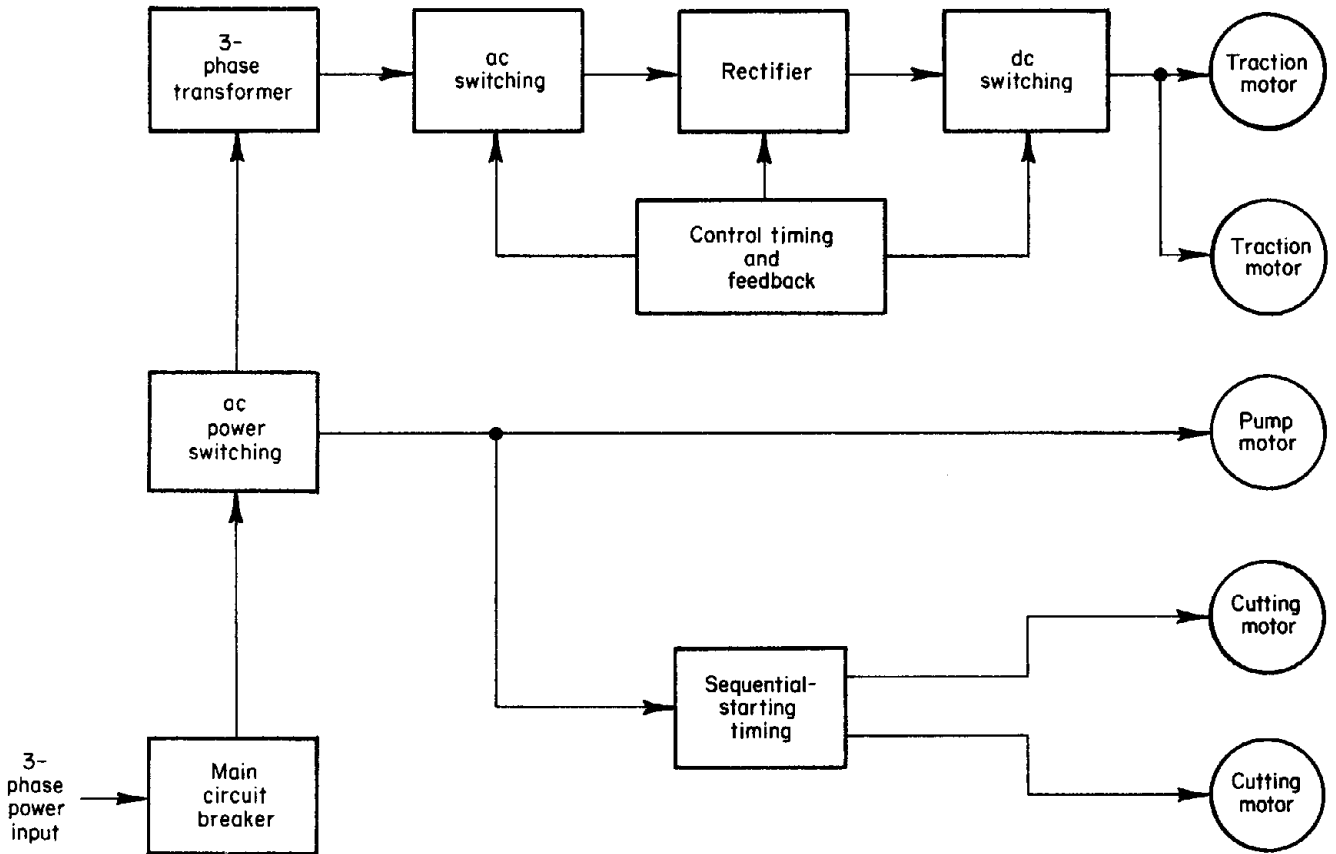 3-
phase
transformer
ac
switching
Rectifier
dc
switching
Traction
motor
Control timing
and
feedback
Traction
motor
ac
power
switching
Pump
motor
Cutting
motor
Sequential-
starting
timing
3-
phase
power
input
Main
circuit
breaker
Cutting
motor